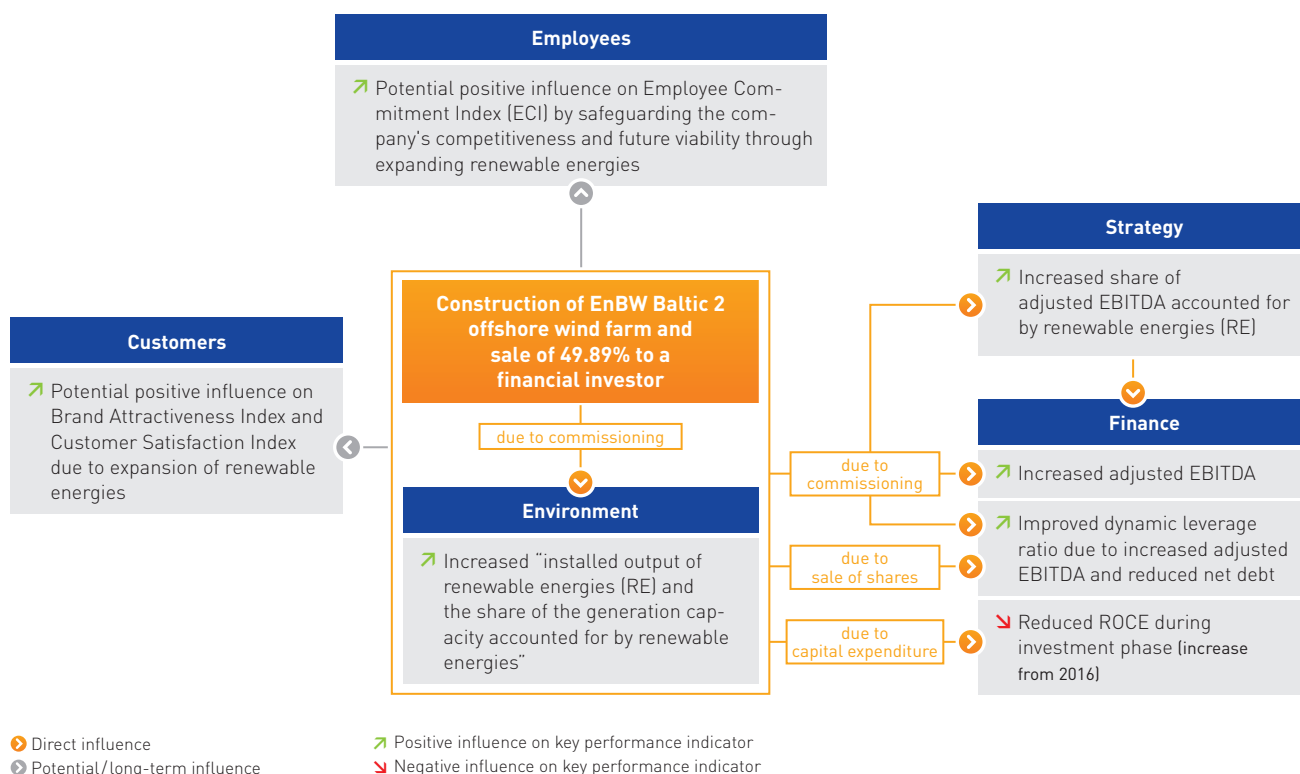 Employees
Potential positive influence on Employee Com-
mitment Index (ECI) by safeguarding the com-
pany's competitiveness and future viability through
expanding renewable energies
Strategy
Increased share of
adjusted EBITDA accounted for
by renewable energies (RE)
Construction of EnBW Baltic 2
offshore wind farm and
sale of 49.89% to a
financial investor
Customers
Potential positive influence on
Brand Attractiveness Index and
Customer Satisfaction Index
due to expansion of renewable
energies
due to commissioning
Finance
due to
commissioning
Increased adjusted EBITDA
Environment
Increased “installed output of
renewable energies (RE) and
the share of the generation cap-
acity accounted for by renewable
energies”
Improved dynamic leverage
ratio due to increased adjusted
EBITDA and reduced net debt
due to
sale of shares
due to
capital expenditure
Reduced ROCE during
investment phase (increase
from 2016)
Direct influence
Potential/long-term influence
Positive influence on key performance indicator
Negative influence on key performance indicator